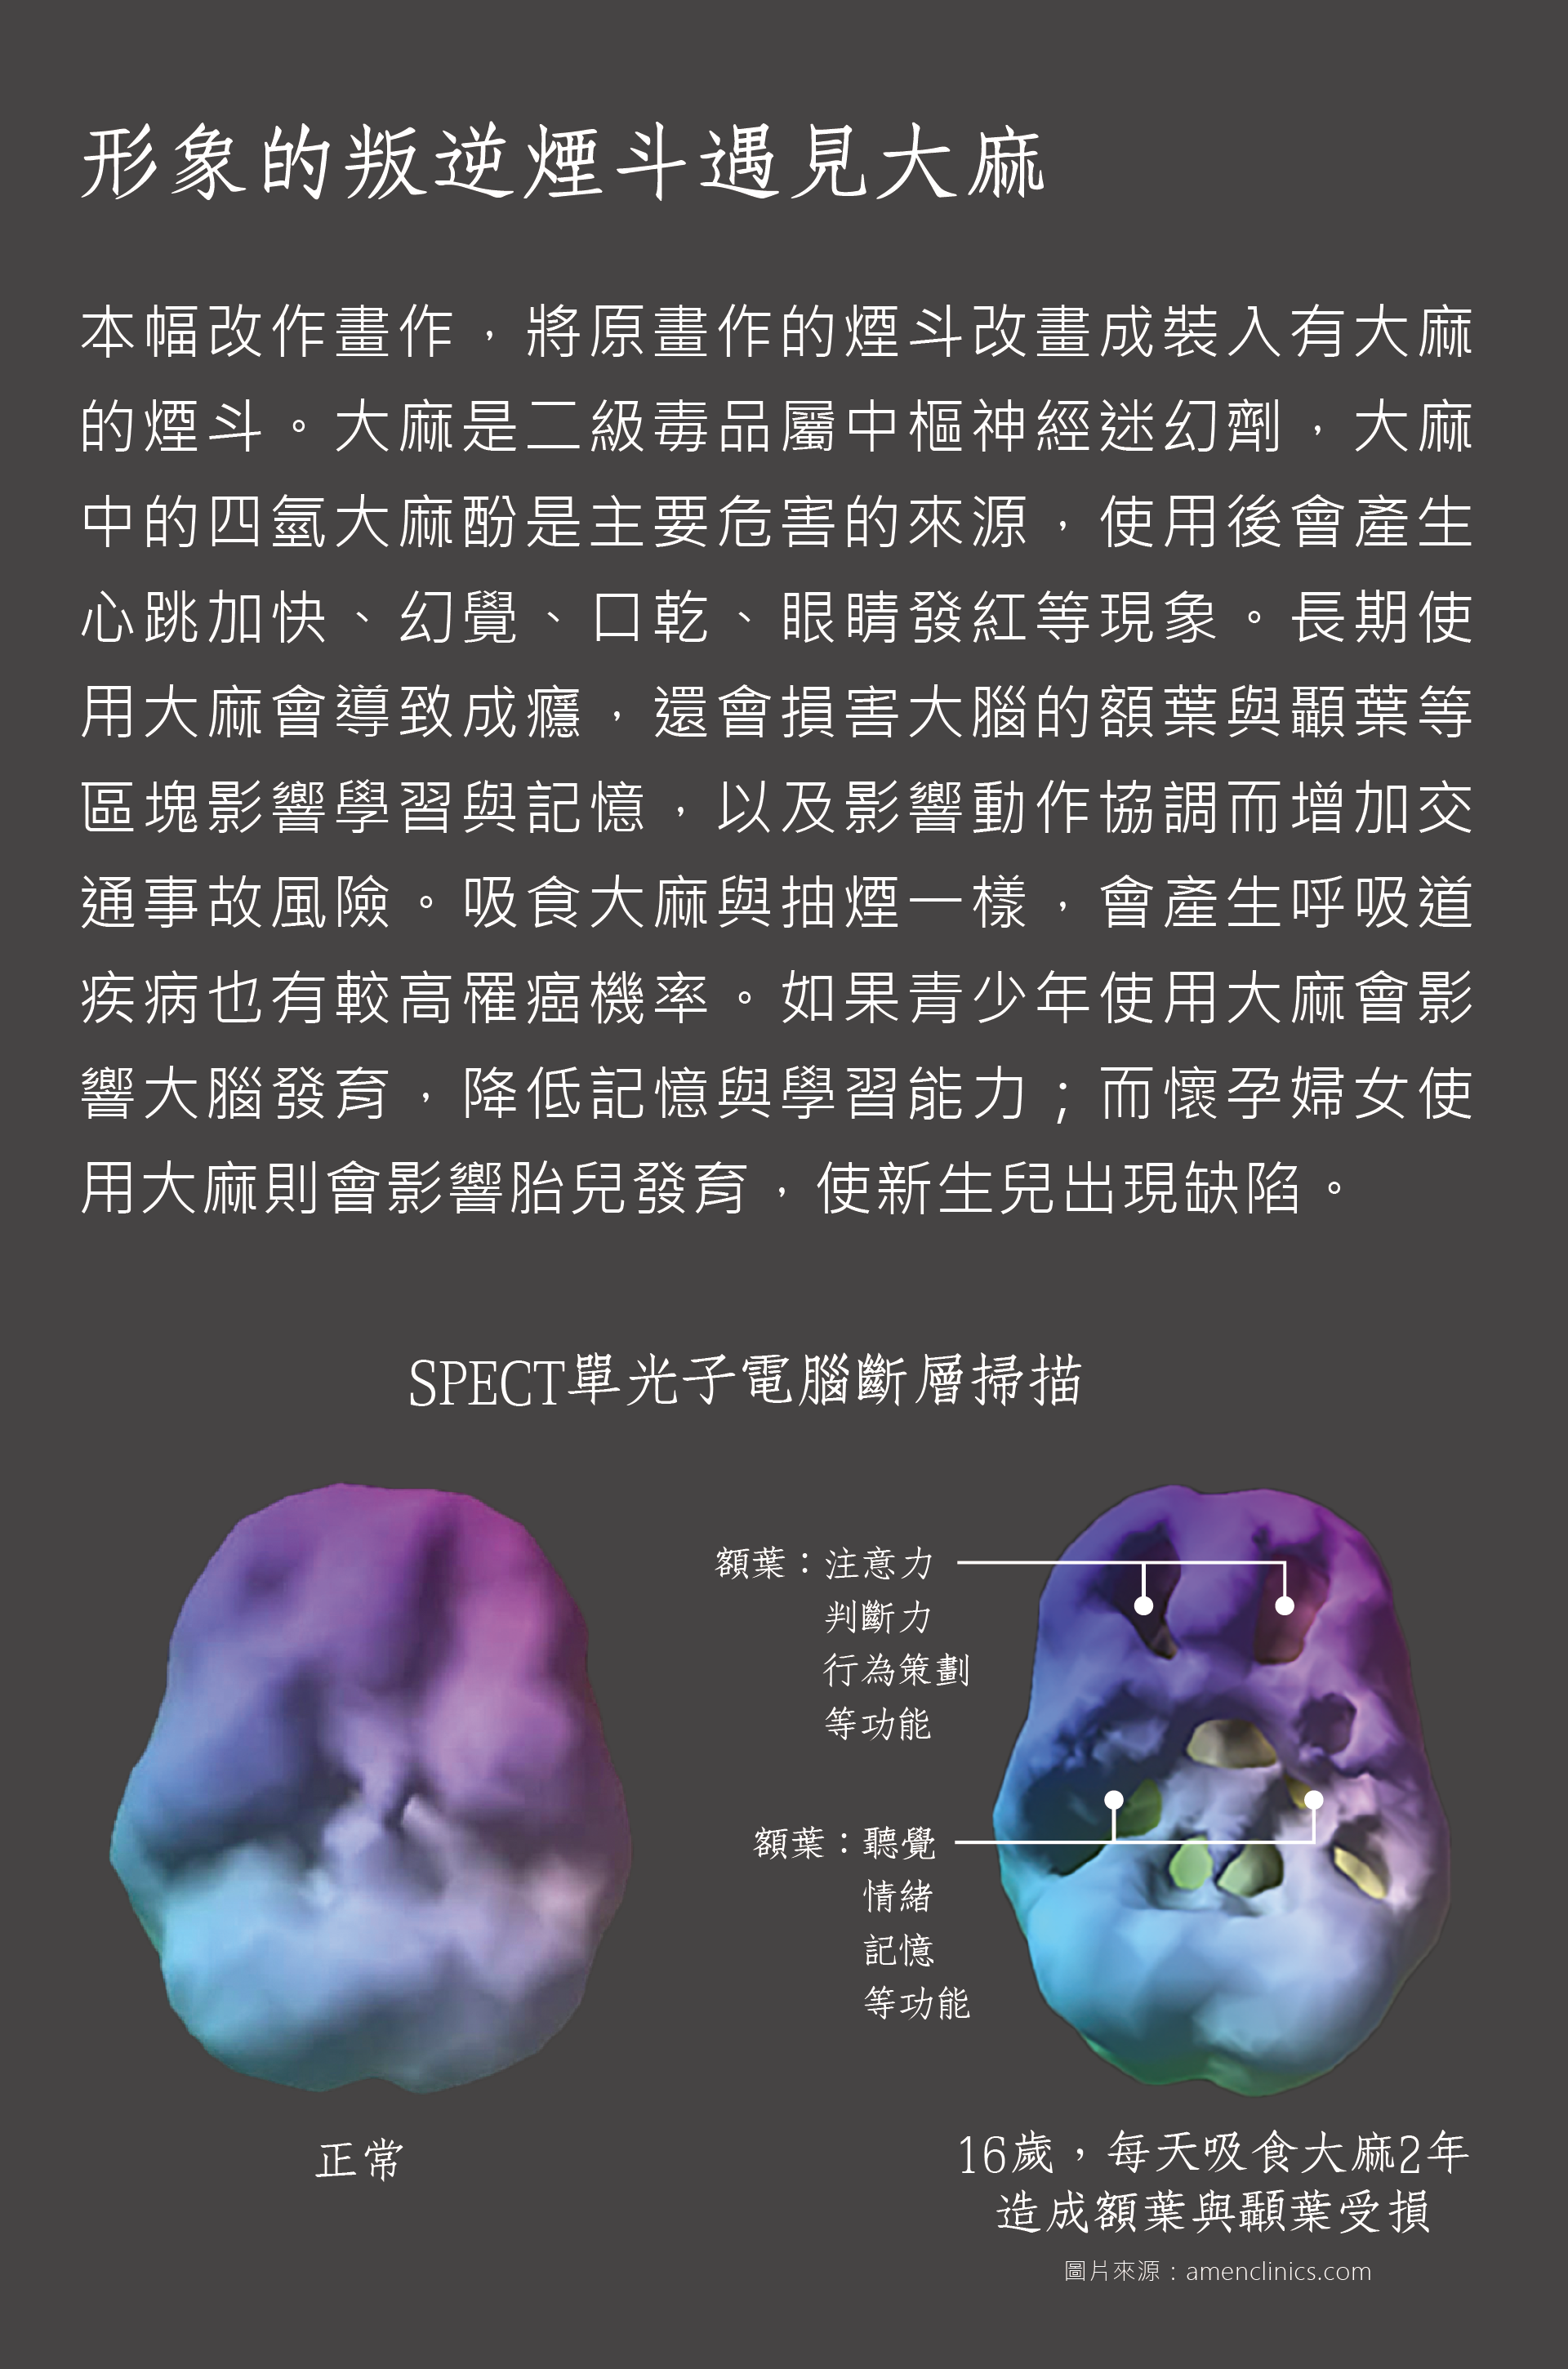 形象的叛逆煙斗遇見大麻
本幅改作畫作，將原畫作的煙斗改畫成裝入有大麻
的煙斗。大麻是二級毒品屬中樞神經迷幻劑，大麻
中的四氫大麻酚是主要危害的來源，使用後會產生
心跳加快、幻覺、口乾、眼睛發紅等現象。長期使
用大麻會導致成癮，還會損害大腦的額葉與顳葉等
區塊影響學習與記憶，以及影響動作協調而增加交
通事故風險。吸食大麻與抽煙一樣，會產生呼吸道
疾病也有較高罹癌機率。如果青少年使用大麻會影
響大腦發育，降低記憶與學習能力；而懷孕婦女使
用大麻則會影響胎兒發育，使新生兒出現缺陷。
SPECT單光子電腦斷層掃描
額葉：注意力
判斷力
行為策劃
等功能
額葉：聽覺
情緒
記憶
等功能
正常
16歲，每天吸食大麻2年
造成額葉與顳葉受損
圖片來源：amenclinics.com